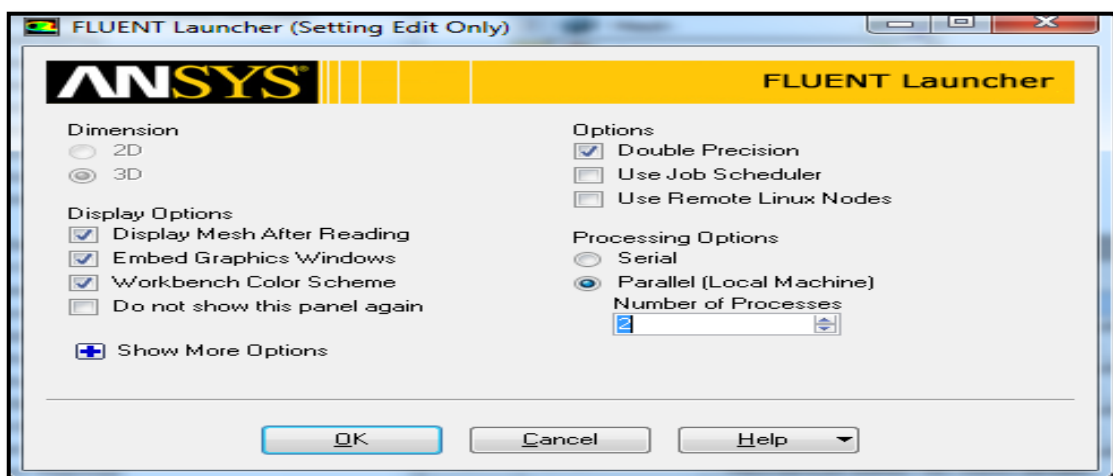 FLUENT Launcher (Setting Edit Only)
ANSYS
FLUENT Launcher
Dimension
2D
3D
Display Options
Display Mesh After Reading
Embed Graphics Windows
Workbench Color Scheme
Do not show this panel again
Show More Options
Options
Double Precision
Use Job Scheduler
Use Remote Linux Nodes
Processing Options
Serial
Parallel (Local Machine)
Number of Processes
2
OK
Cancel
Help